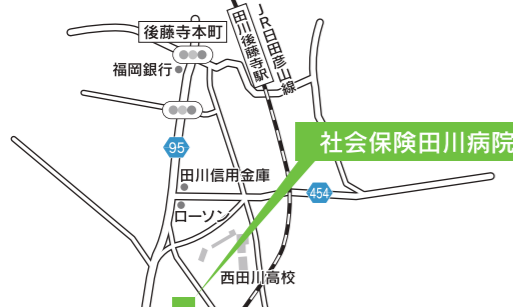 後藤寺本町
福岡銀行
田川後藤寺駅
JR日田彦山線
社会保険田川病院
95
田川信用金庫
454
ローソン
西田川高校